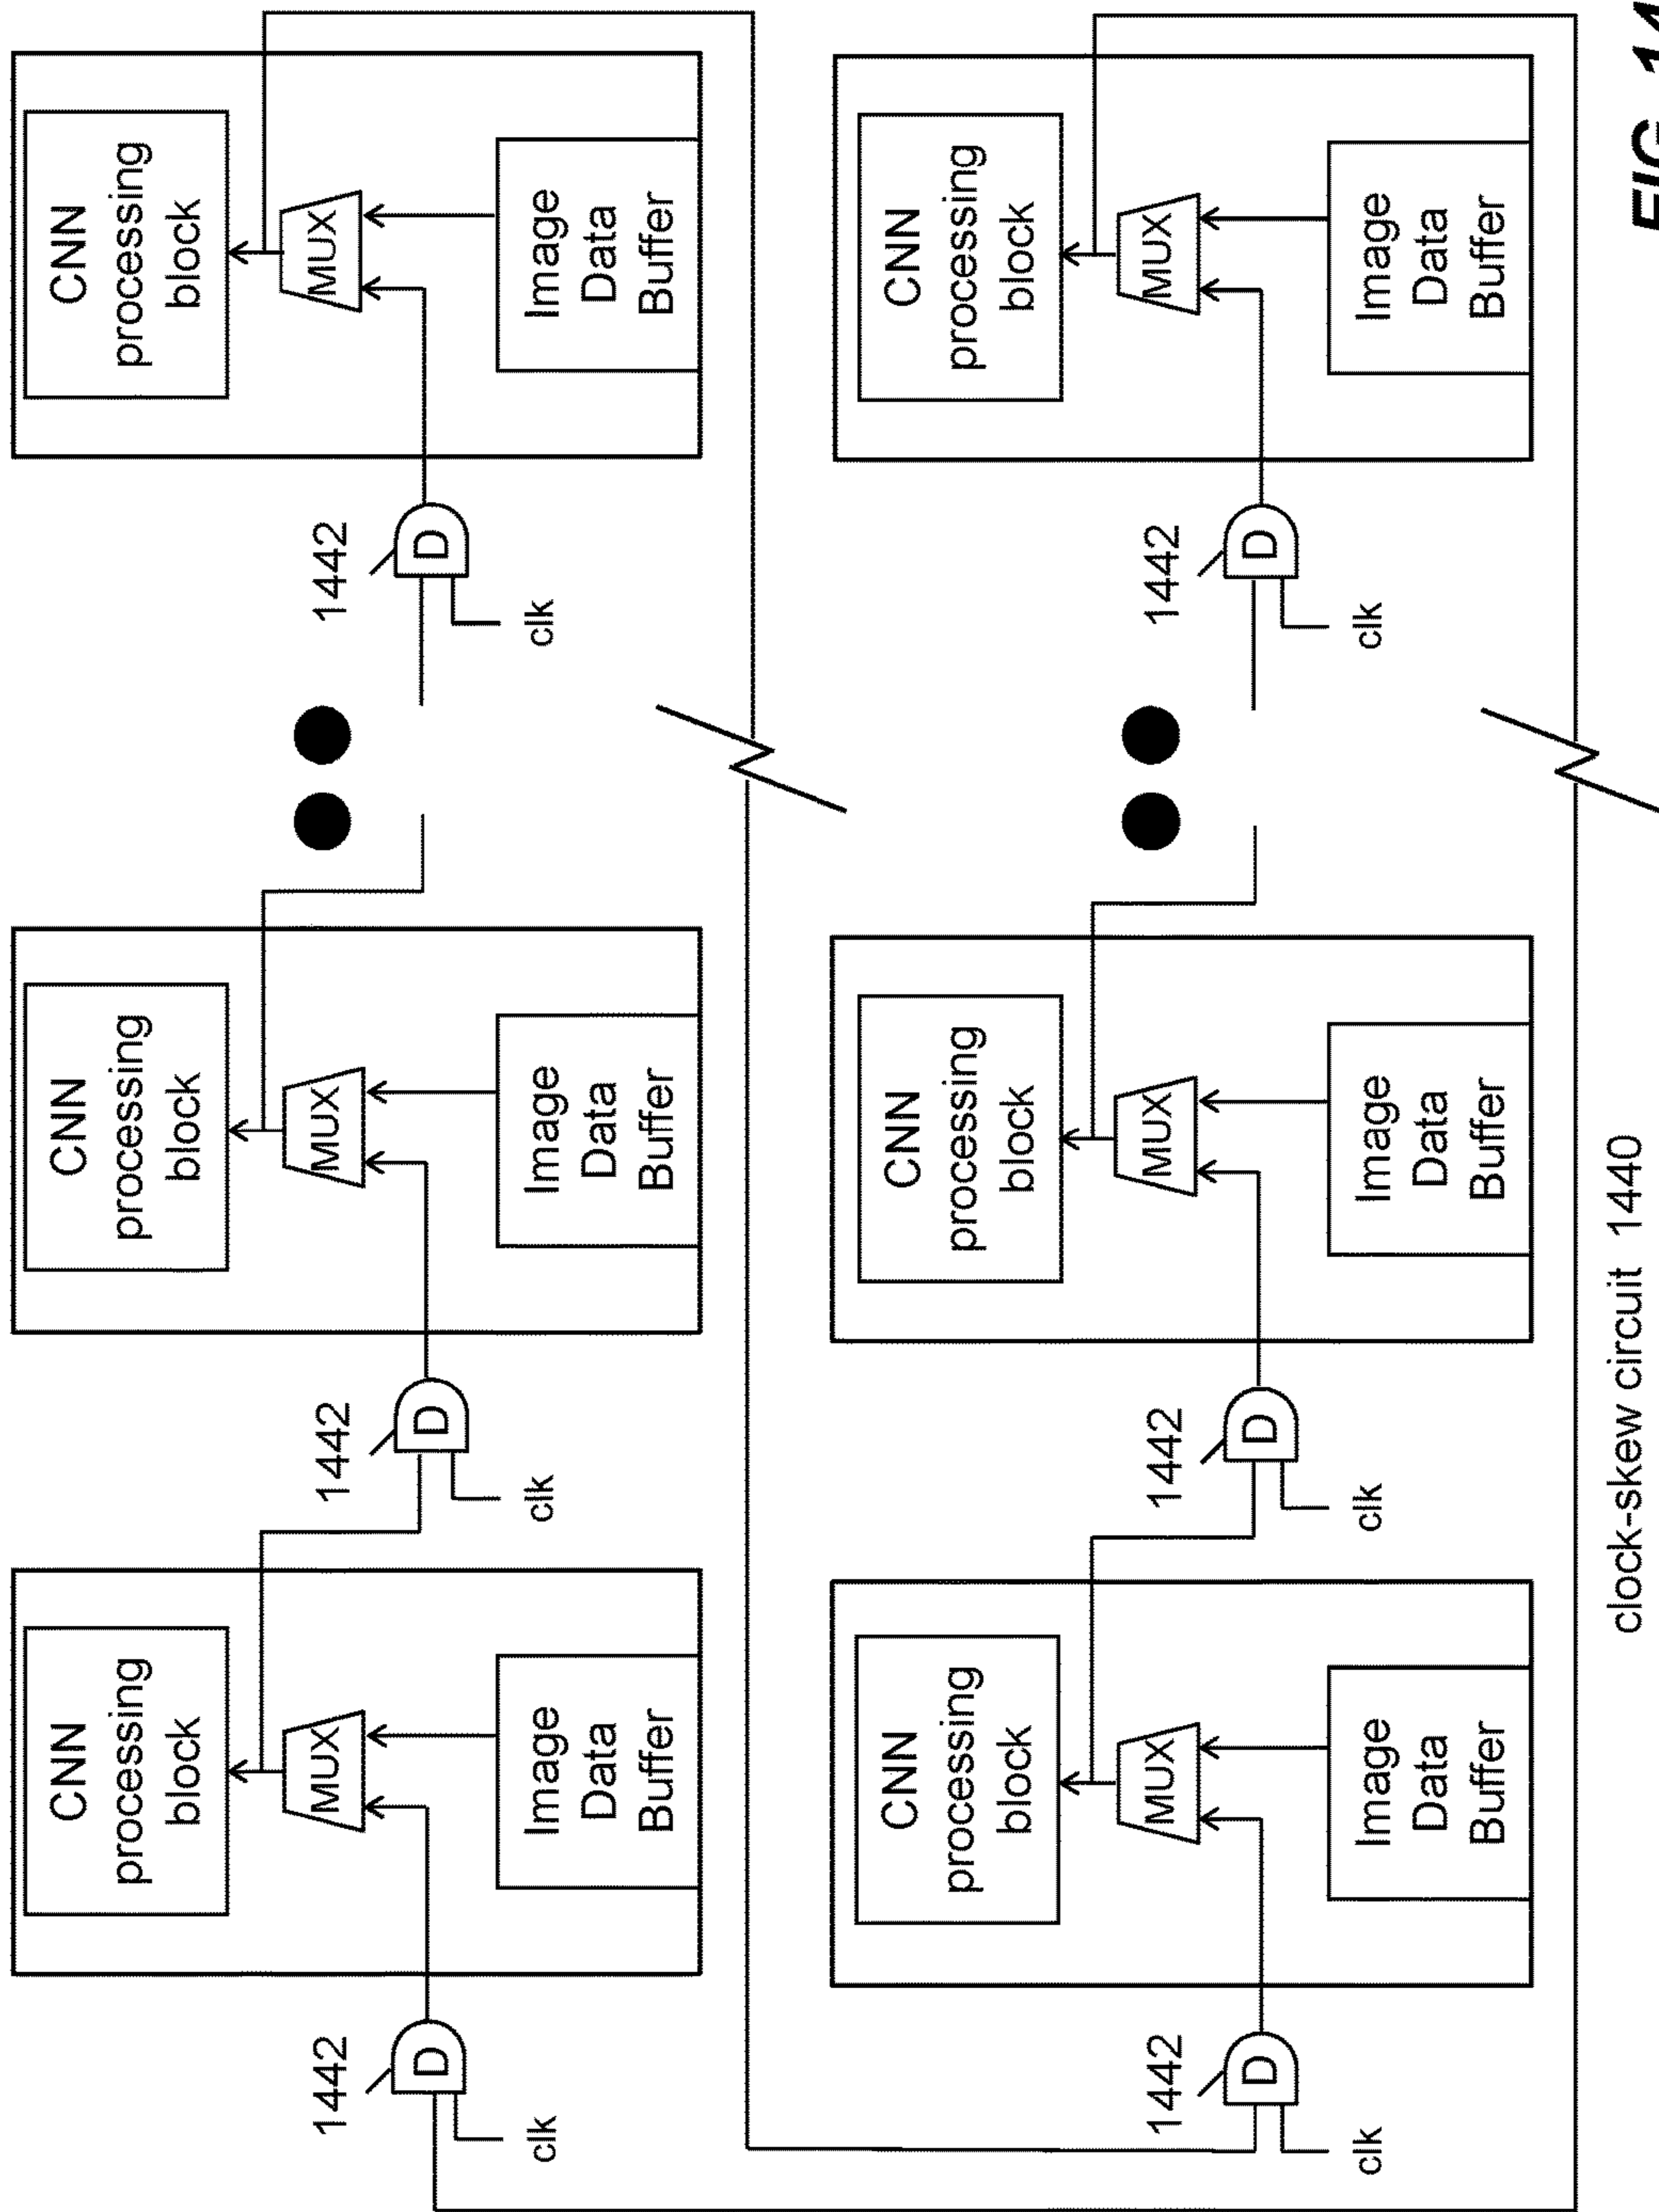 CNN
processing
block
MUX
Image
Data
Buffer
1442
D
clk
CNN
processing
block
MUX
Image
Data
Buffer
1442
D
clk
CNN
processing
block
MUX
Image
Data
Buffer
1442
D
clk
CNN
processing
block
MUX
Image
Data
Buffer
1442
D
clk
CNN
processing
block
MUX
Image
Data
Buffer
1442
D
clk
CNN
processing
block
MUX
Image
Data
Buffer
1442
D
clk
clock-skew circuit 1440
FIG. 14